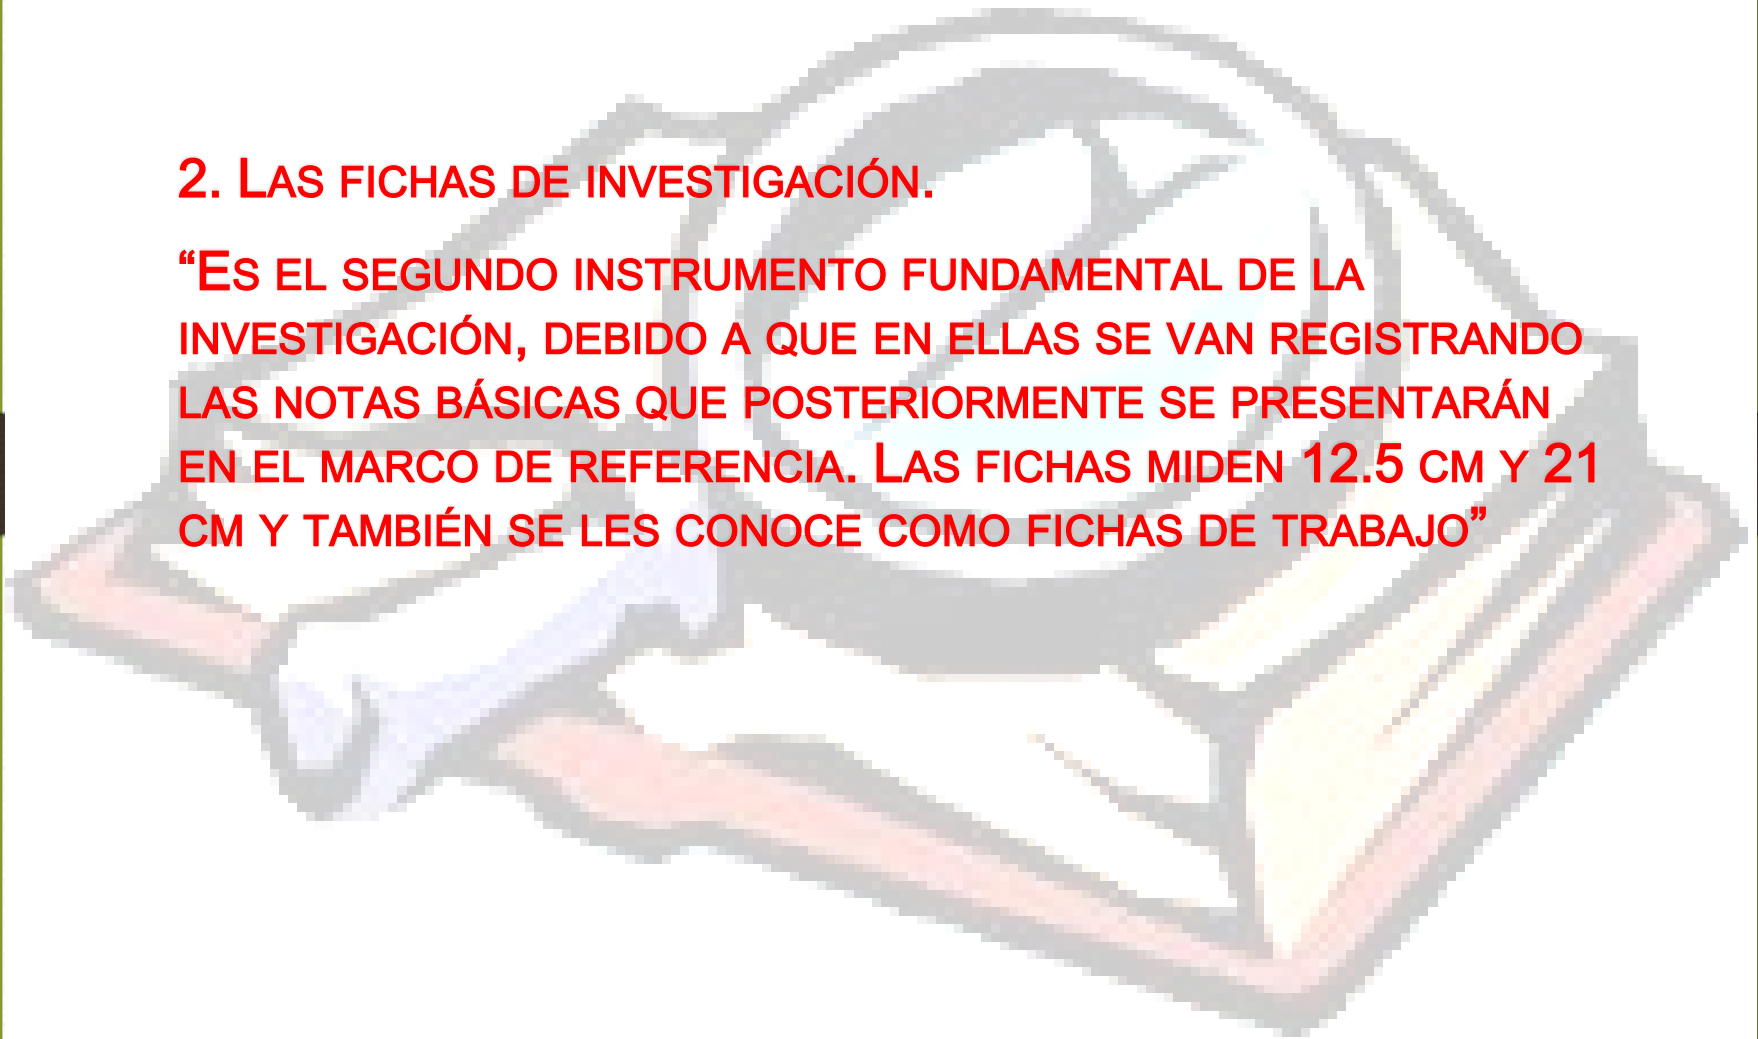 2. LAS FICHAS DE INVESTIGACIÓN.
“ES EL SEGUNDO INSTRUMENTO FUNDAMENTAL DE LA
INVESTIGACIÓN, DEBIDO A QUE EN ELLAS SE VAN REGISTRANDO
LAS NOTAS BÁSICAS QUE POSTERIORMENTE SE PRESENTARÁN
EN EL MARCO DE REFERENCIA. LAS FICHAS MIDEN 12.5 CM Y 21
CM Y TAMBIÉN SE LES CONOCE COMO FICHAS DE TRABAJO”